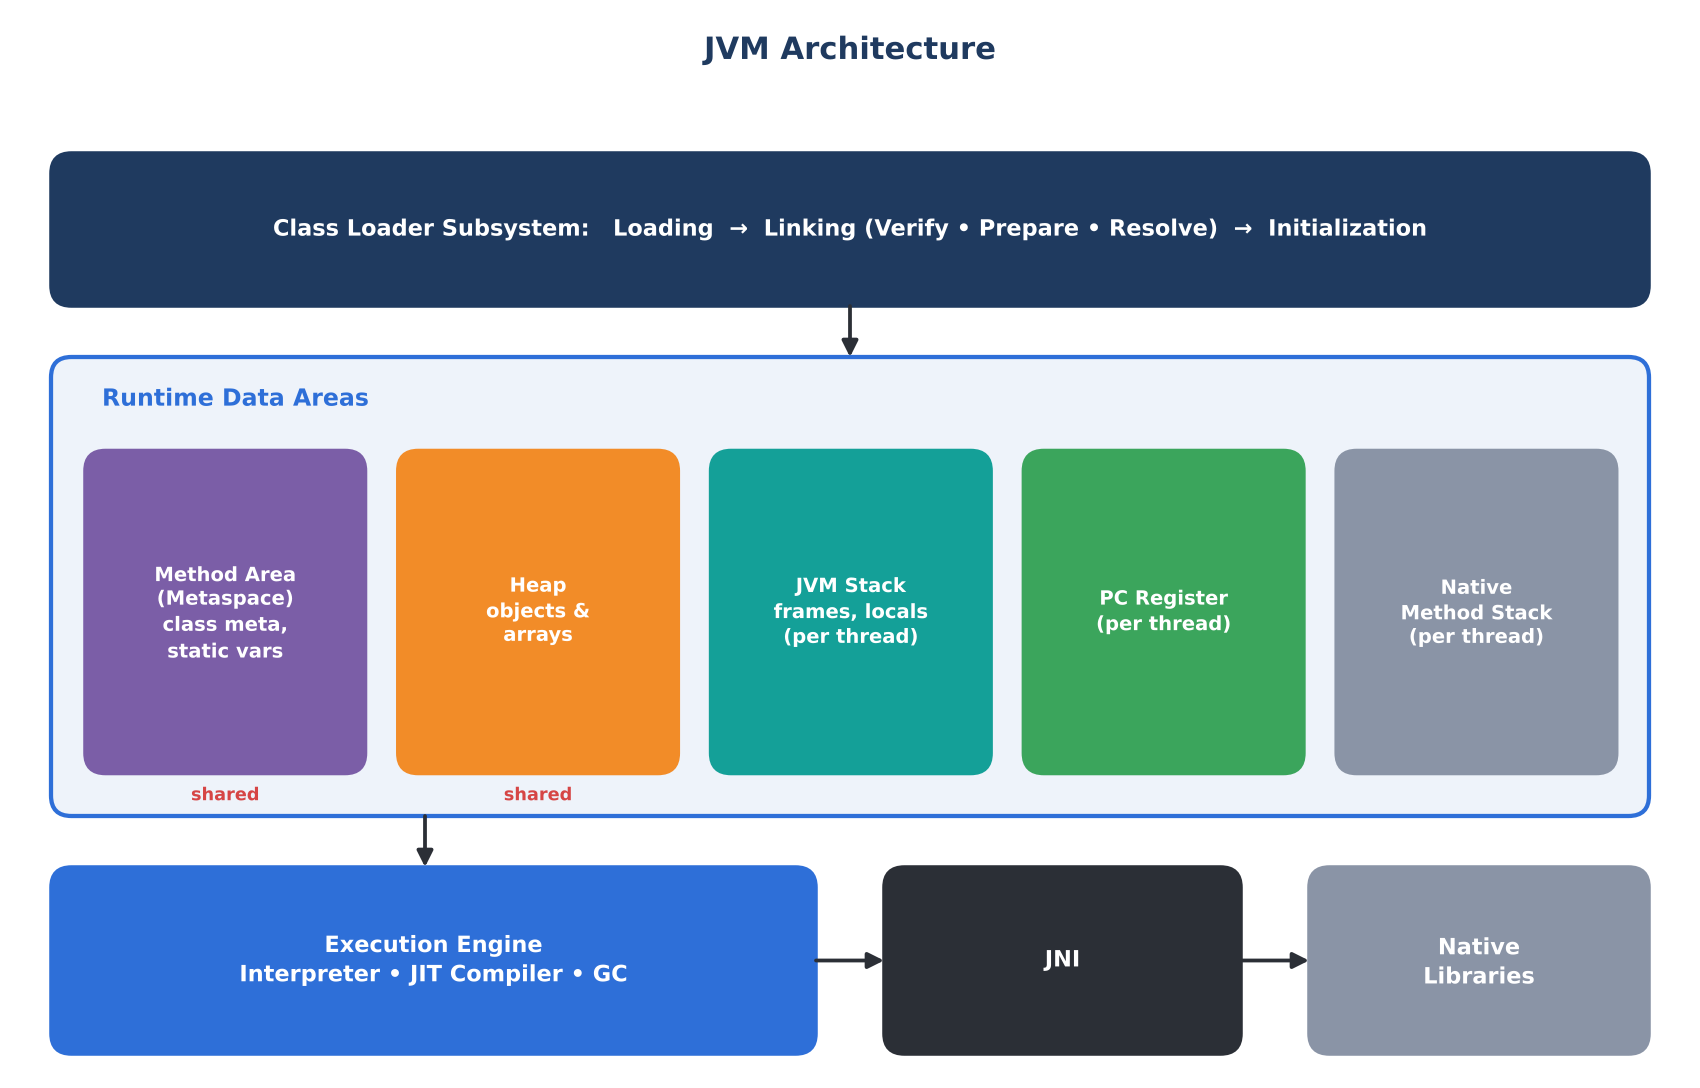 JVM Architecture
Class Loader Subsystem: Loading → Linking (Verify • Prepare • Resolve) → Initialization
Runtime Data Areas
Method Area
(Metaspace)
class meta,
static vars
shared
Heap
objects &
arrays
shared
JVM Stack
frames, locals
(per thread)
PC Register
(per thread)
Native
Method Stack
(per thread)
Execution Engine
Interpreter • JIT Compiler • GC
JNI
Native
Libraries